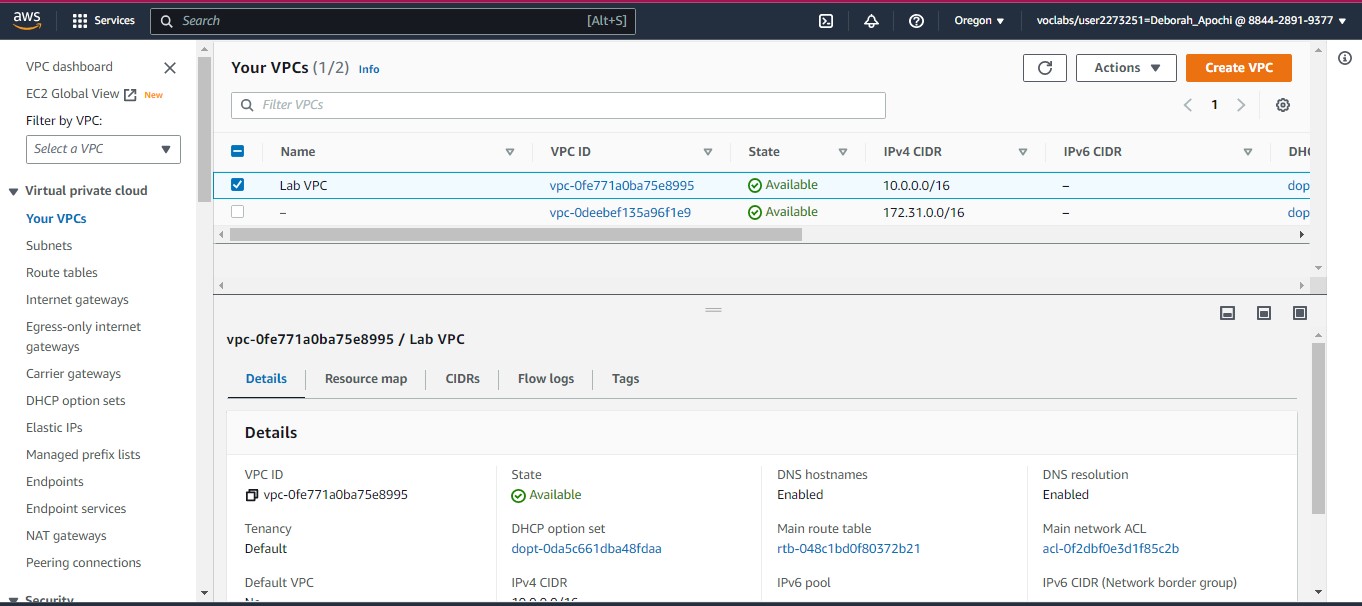 aws Services Search [Alt+S] Oregon voclabs/user2273251=Deborah_Apochi @ 8844-2891-9377
VPC dashboard
EC2 Global View New
Filter by VPC:
Select a VPC
Virtual private cloud
Your VPCs
Subnets
Route tables
Internet gateways
Egress-only internet
gateways
Carrier gateways
DHCP option sets
Elastic IPs
Managed prefix lists
Endpoints
Endpoint services
NAT gateways
Peering connections
Security
Your VPCs (1/2) Info Actions Create VPC
Filter VPCs 1
Name VPC ID State IPv4 CIDR IPv6 CIDR DHC
Lab VPC vpc-0fe771a0ba75e8995 Available 10.0.0.0/16 – dop
– vpc-0deebef135a96f1e9 Available 172.31.0.0/16 – dop
vpc-0fe771a0ba75e8995 / Lab VPC
Details Resource map CIDRs Flow logs Tags
Details
VPC ID State DNS hostnames DNS resolution
vpc-0fe771a0ba75e8995 Available Enabled Enabled
Tenancy DHCP option set Main route table Main network ACL
Default dopt-0da5c661dba48fdaa rtb-048c1bd0f80372b21 acl-0f2dbf0e3d1f85c2b
Default VPC IPv4 CIDR IPv6 pool IPv6 CIDR (Network border group)
No 10.0.0.0/16